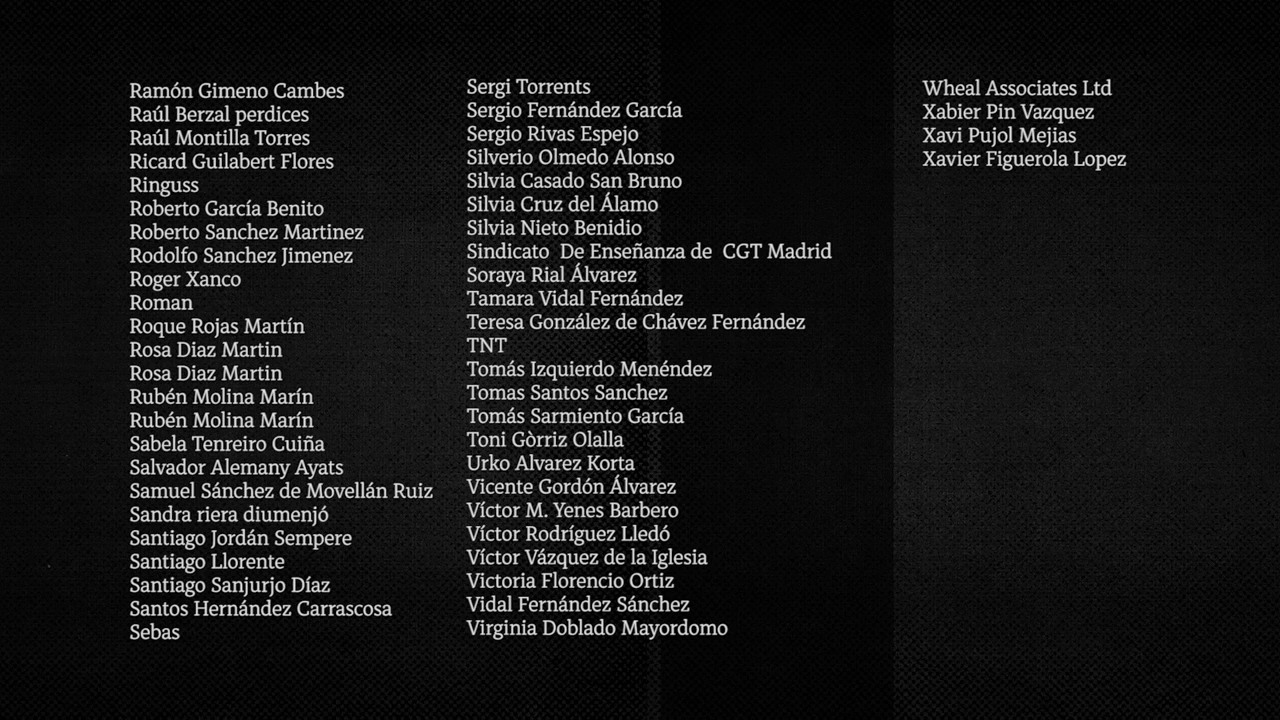 Ramón Gimeno Cambes
Raúl Berzal perdices
Raúl Montilla Torres
Ricard Guilabert Flores
Ringuss
Roberto García Benito
Roberto Sanchez Martinez
Rodolfo Sanchez Jimenez
Roger Xanco
Roman
Roque Rojas Martín
Rosa Diaz Martin
Rosa Diaz Martin
Rubén Molina Marín
Rubén Molina Marín
Sabela Tenreiro Cuiña
Salvador Alemany Ayats
Samuel Sánchez de Movellán Ruiz
Sandra riera diumenjó
Santiago Jordán Sempere
Santiago Llorente
Santiago Sanjurjo Díaz
Santos Hernández Carrascosa
Sebas
Sergi Torrents
Sergio Fernández García
Sergio Rivas Espejo
Silverio Olmedo Alonso
Silvia Casado San Bruno
Silvia Cruz del Álamo
Silvia Nieto Benidio
Sindicato  De Enseñanza de  CGT Madrid
Soraya Rial Álvarez
Tamara Vidal Fernández
Teresa González de Chávez Fernández
TNT
Tomás Izquierdo Menéndez
Tomas Santos Sanchez
Tomás Sarmiento García
Toni Gòrriz Olalla
Urko Alvarez Korta
Vicente Gordón Álvarez
Víctor M. Yenes Barbero
Víctor Rodríguez Lledó
Víctor Vázquez de la Iglesia
Victoria Florencio Ortiz
Vidal Fernández Sánchez
Virginia Doblado Mayordomo
Wheal Associates Ltd
Xabier Pin Vazquez
Xavi Pujol Mejias
Xavier Figuerola Lopez